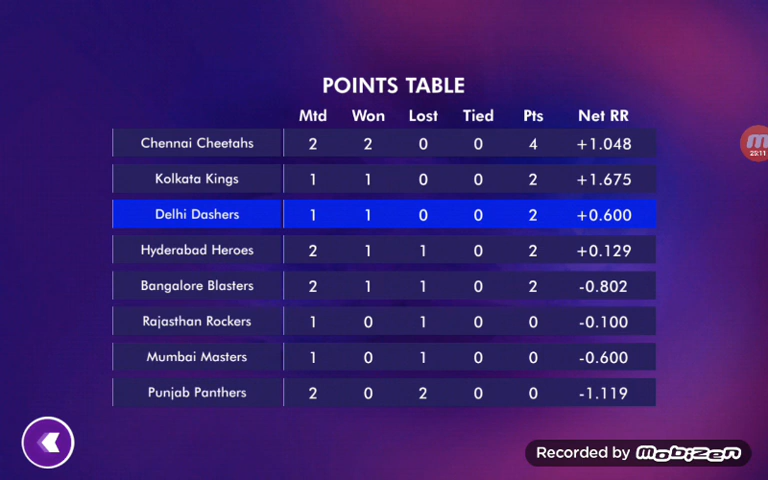 POINTS TABLE
Mtd Won Lost Tied Pts Net RR
Chennai Cheetahs 2 2 0 0 4 +1.048
Kolkata Kings 1 1 0 0 2 +1.675
Delhi Dashers 1 1 0 0 2 +0.600
Hyderabad Heroes 2 1 1 0 2 +0.129
Bangalore Blasters 2 1 1 0 2 -0.802
Rajasthan Rockers 1 0 1 0 0 -0.100
Mumbai Masters 1 0 1 0 0 -0.600
Punjab Panthers 2 0 2 0 0 -1.119
25:11
Recorded by mobizen